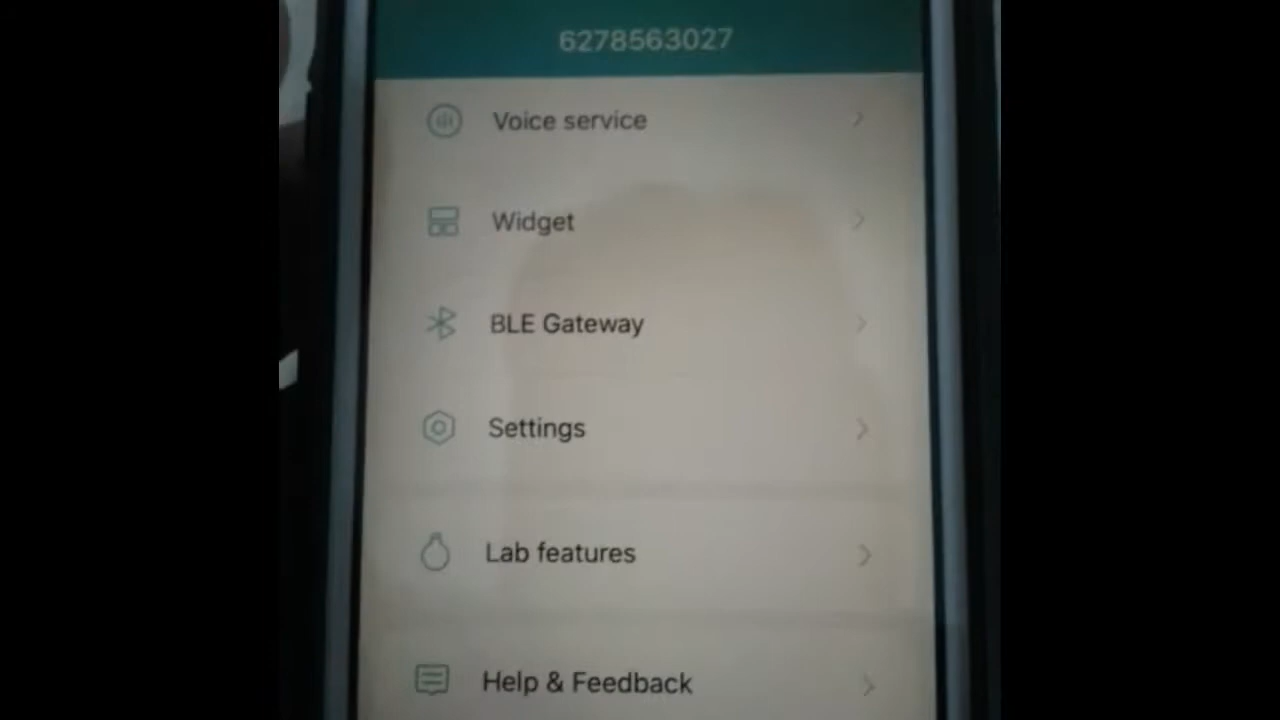 6278563027
Voice service
Widget
BLE Gateway
Settings
Lab features
Help & Feedback